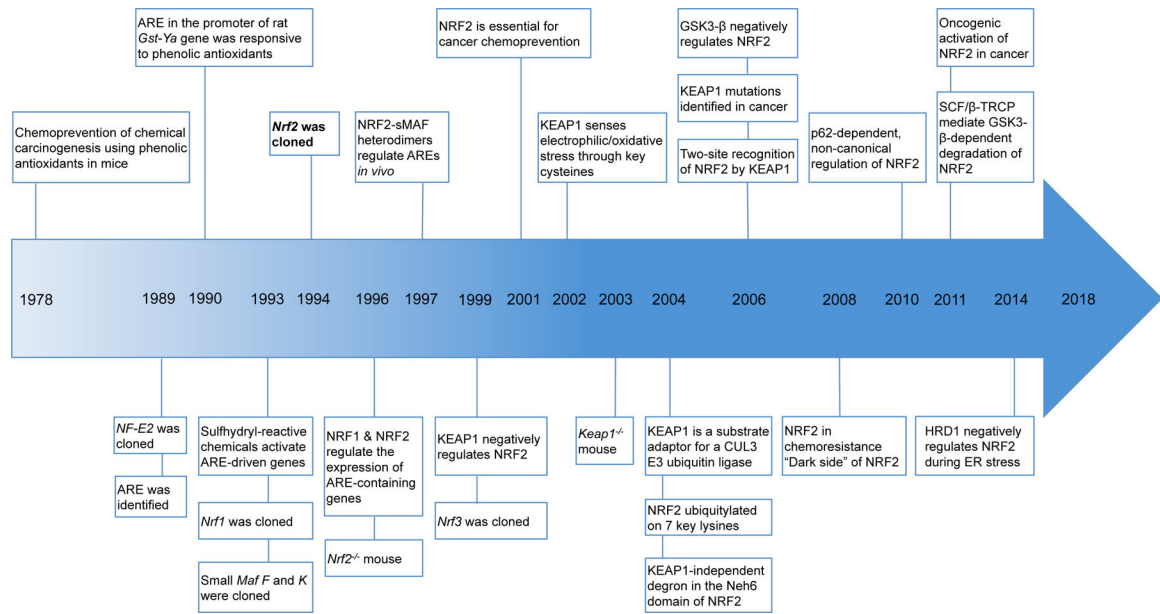 ARE in the promoter of rat
Gst-Ya gene was responsive
to phenolic antioxidants
NRF2 is essential for
cancer chemoprevention
GSK3-β negatively
regulates NRF2
Oncogenic
activation of
NRF2 in cancer
Chemoprevention of chemical
carcinogenesis using phenolic
antioxidants in mice
Nrf2 was
cloned
NRF2-sMAF
heterodimers
regulate AREs
in vivo
KEAP1 senses
electrophilic/oxidative
stress through key
cysteines
KEAP1 mutations
identified in cancer
Two-site recognition
of NRF2 by KEAP1
p62-dependent,
non-canonical
regulation of NRF2
SCF/β-TRCP
mediate GSK3-
β-dependent
degradation of
NRF2
1978 1989 1990 1993 1994 1996 1997 1999 2001 2002 2003 2004 2006 2008 2010 2011 2014 2018
NF-E2 was
cloned
ARE was
identified
Sulfhydryl-reactive
chemicals activate
ARE-driven genes
Nrf1 was cloned
Small Maf F and K
were cloned
NRF1 & NRF2
regulate the
expression of
ARE-containing
genes
Nrf2-/- mouse
KEAP1 negatively
regulates NRF2
Nrf3 was cloned
Keap1-/-
mouse
KEAP1 is a substrate
adaptor for a CUL3
E3 ubiquitin ligase
NRF2 ubiquitylated
on 7 key lysines
KEAP1-independent
degron in the Neh6
domain of NRF2
NRF2 in
chemoresistance
“Dark side” of NRF2
HRD1 negatively
regulates NRF2
during ER stress